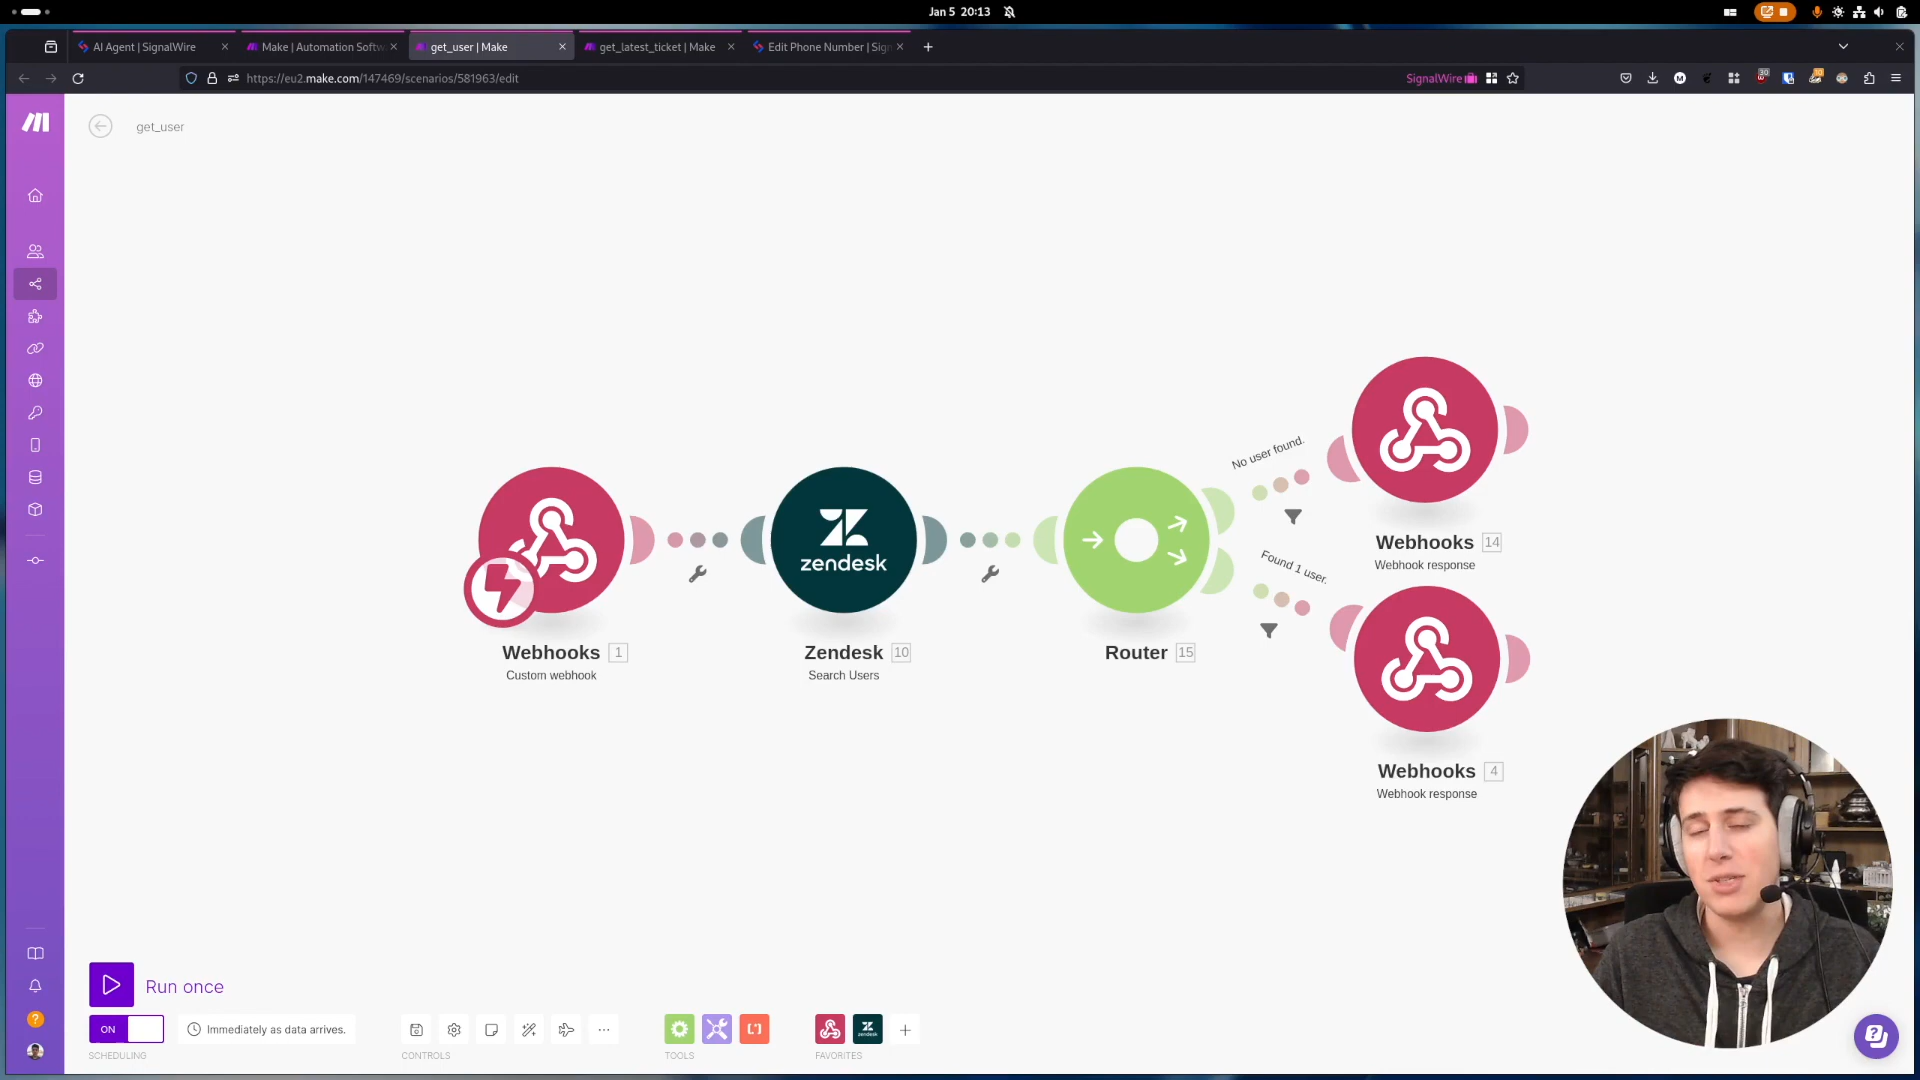 Jan 5 20:13
AI Agent | SignalWire
Make | Automation Softw
get_user | Make
get_latest_ticket | Make
Edit Phone Number | Sign
https://eu2.make.com/147469/scenarios/581963/edit
SignalWire
30
get_user
No user found.
Found 1 user.
zendesk
Webhooks 14
Webhook response
Webhooks 1
Custom webhook
Zendesk 10
Search Users
Router 15
Webhooks 4
Webhook response
Run once
ON
Immediately as data arrives.
SCHEDULING
CONTROLS
TOOLS
zendesk
FAVORITES